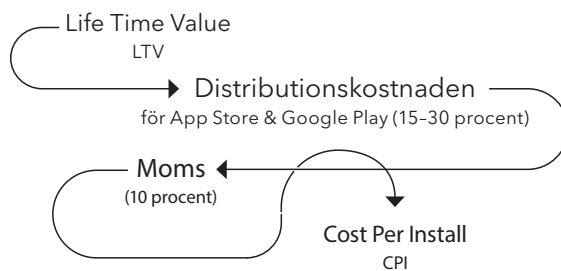 Life Time Value
LTV
Distributionskostnaden
för App Store & Google Play (15–30 procent)
Moms
(10 procent)
Cost Per Install
CPI